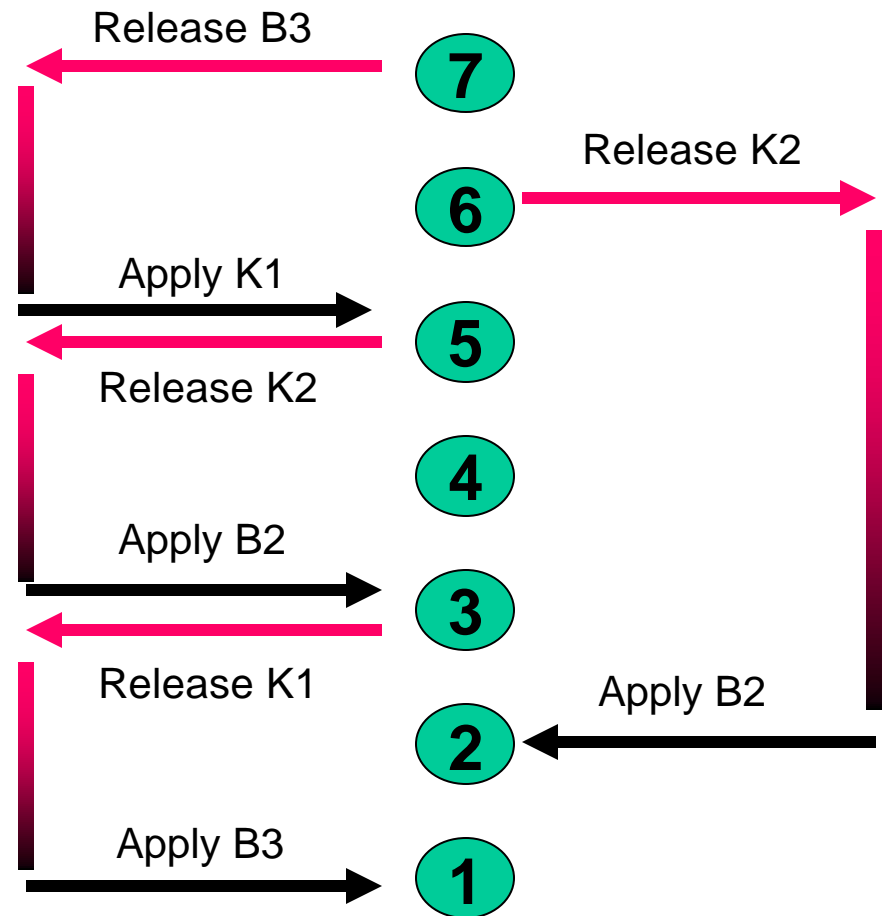 Release B3
7
Release K2
6
Apply K1
5
Release K2
4
Apply B2
3
Release K1
Apply B2
2
Apply B3
1